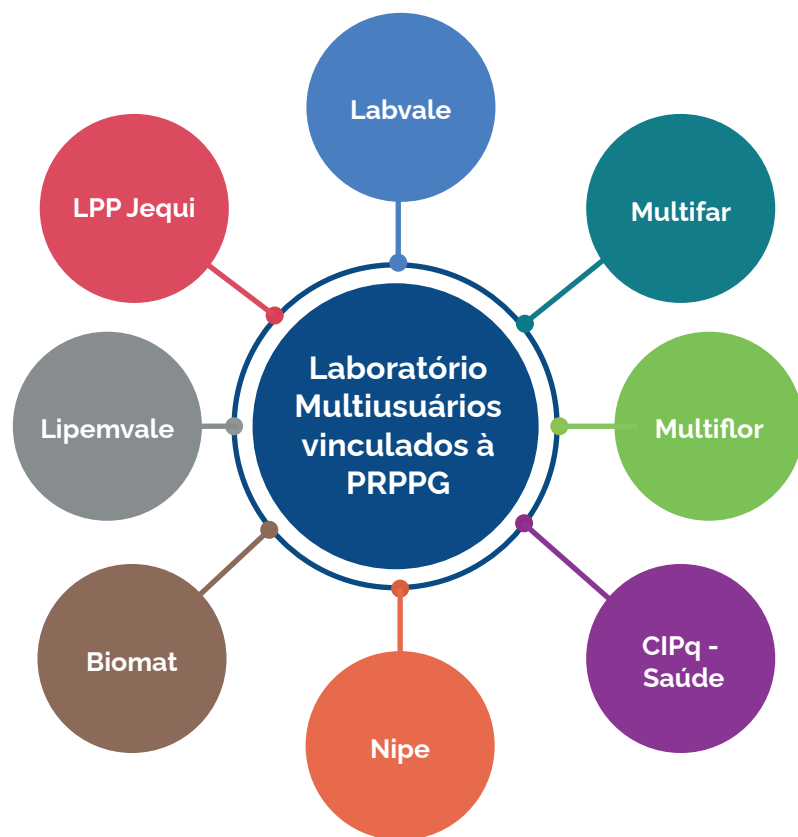 Labvale
LPP Jequi
Multifar
Laboratório
Multiusuários
vinculados à
PRPPG
Lipemvale
Multiflor
Biomat
CIPq -
Saúde
Nipe